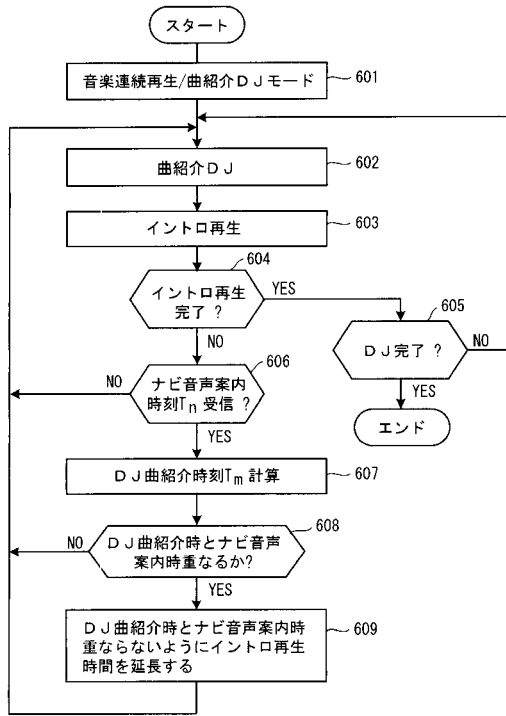 スタート
音楽連続再生/曲紹介DJモード
601
曲紹介DJ
602
イントロ再生
603
604
イントロ再生
完了?
YES
NO
605
DJ完了?
NO
YES
エンド
606
ナビ音声案内
時刻Tn受信?
NO
YES
DJ曲紹介時刻Tm計算
607
608
DJ曲紹介時とナビ音声
案内時重なるか?
NO
YES
DJ曲紹介時とナビ音声案内時
重ならないようにイントロ再生
時間を延長する
609